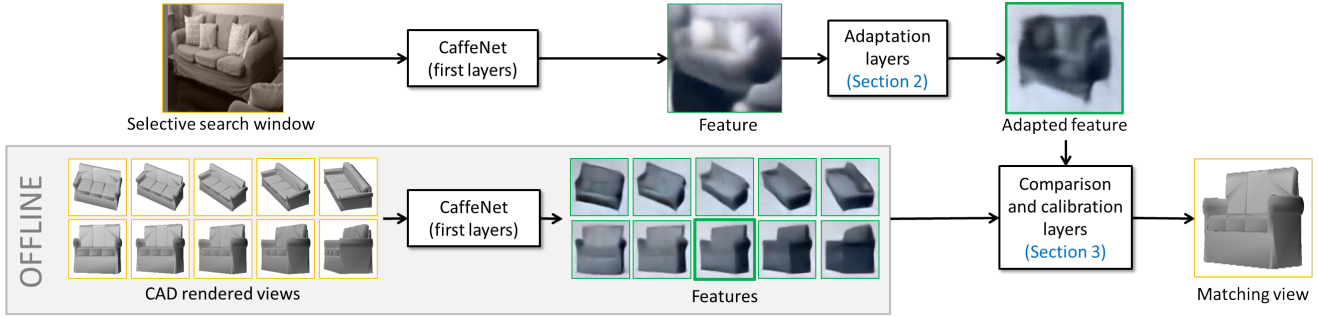 CaffeNet
(first layers)
Adaptation
layers
(Section 2)
Selective search window
Feature
Adapted feature
OFFLINE
CaffeNet
(first layers)
Comparison
and calibration
layers
(Section 3)
CAD rendered views
Features
Matching view